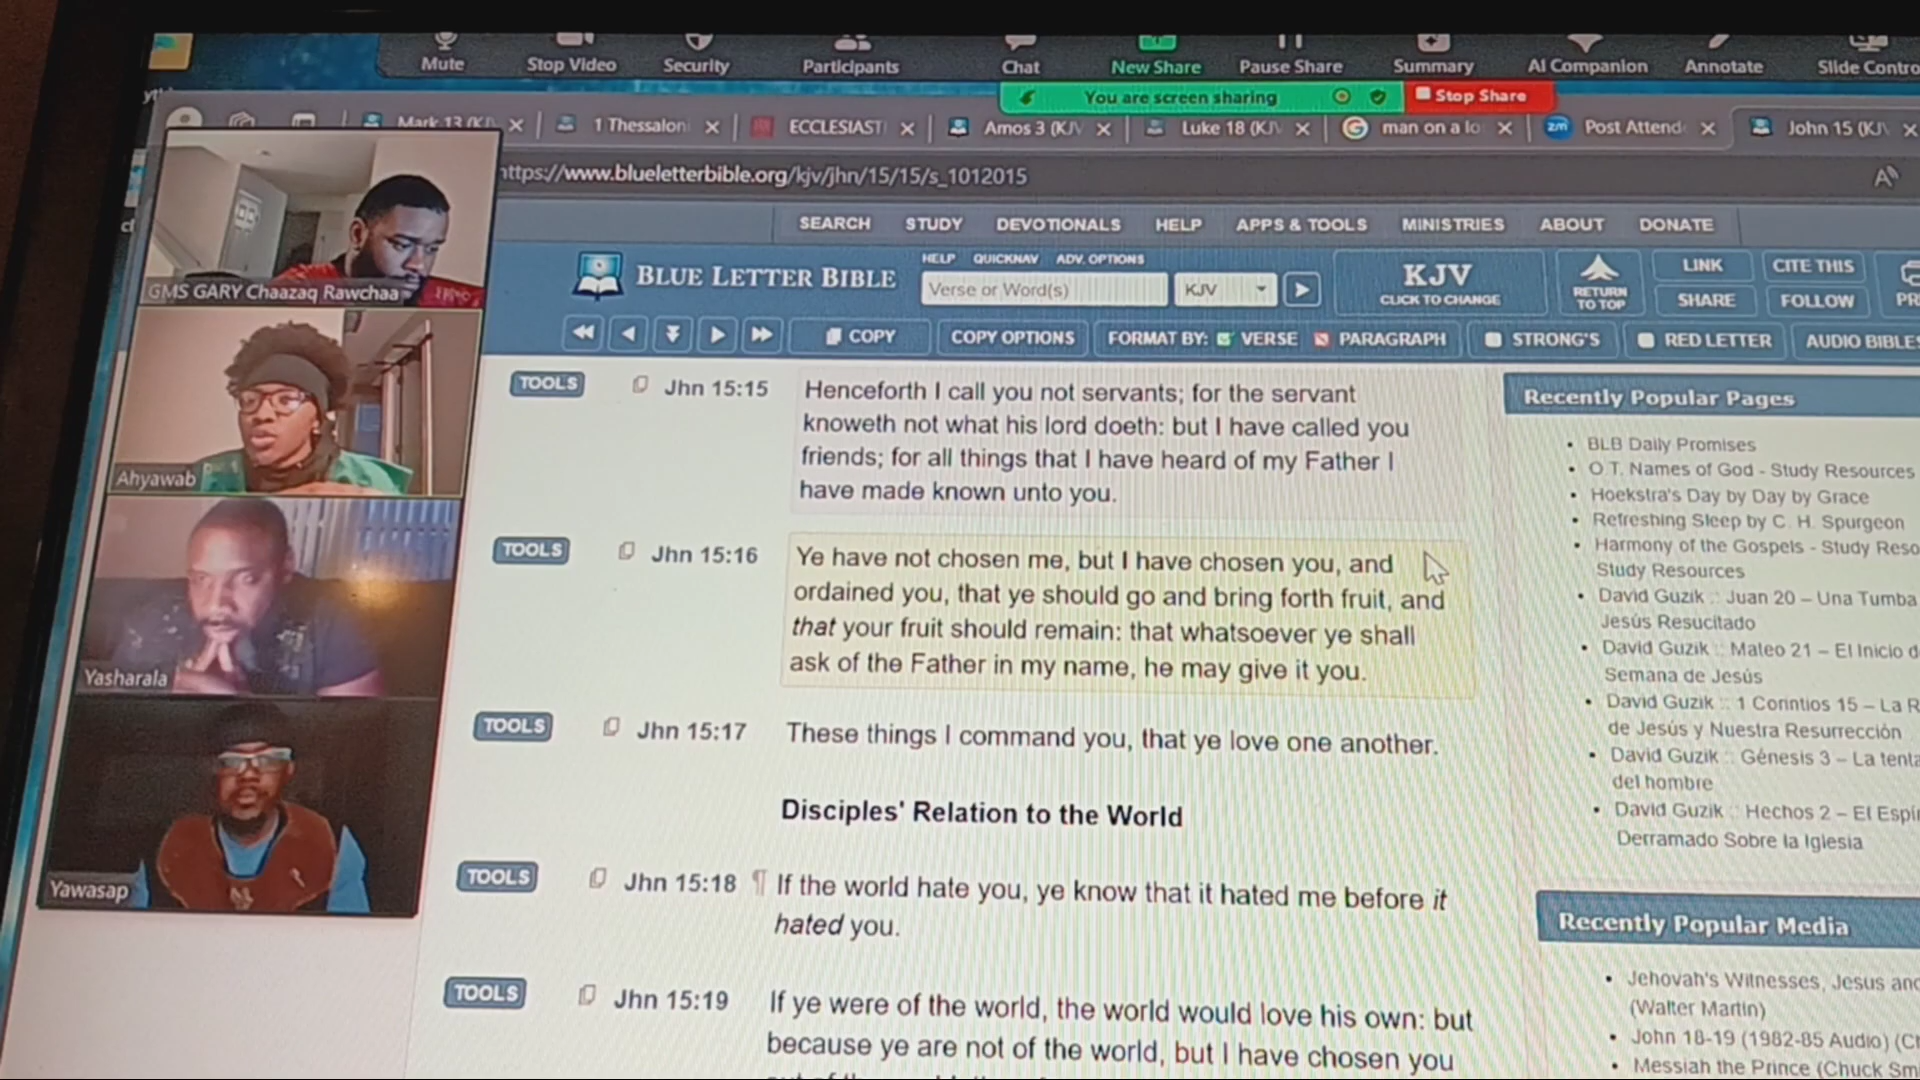 Mute
Stop Video
Security
Participants
Chat
New Share
Pause Share
Summary
AI Companion
Annotate
Slide Contro
You are screen sharing
Stop Share
Mark 13 (KJ
1 Thessalon
ECCLESIAST
Amos 3 (KJV
Luke 18 (KJV
man on a lo
zm
Post Attend
John 15 (KJV
https://www.blueletterbible.org/kjv/jhn/15/15/s_1012015
SEARCH
STUDY
DEVOTIONALS
HELP
APPS & TOOLS
MINISTRIES
ABOUT
DONATE
BLUE LETTER BIBLE
HELP
QUICKNAV
ADV. OPTIONS
Verse or Word(s)
KJV
KJV
CLICK TO CHANGE
RETURN
TO TOP
LINK
CITE THIS
SHARE
FOLLOW
PR
COPY
COPY OPTIONS
FORMAT BY:
VERSE
PARAGRAPH
STRONG'S
RED LETTER
AUDIO BIBLES
GMS GARY Chaazaq Rawchaa
Ahyawab
Yasharala
Yawasap
TOOLS
Jhn 15:15
Henceforth I call you not servants; for the servant
knoweth not what his lord doeth: but I have called you
friends; for all things that I have heard of my Father I
have made known unto you.
TOOLS
Jhn 15:16
Ye have not chosen me, but I have chosen you, and
ordained you, that ye should go and bring forth fruit, and
that your fruit should remain: that whatsoever ye shall
ask of the Father in my name, he may give it you.
TOOLS
Jhn 15:17
These things I command you, that ye love one another.
Disciples' Relation to the World
TOOLS
Jhn 15:18
¶ If the world hate you, ye know that it hated me before it
hated you.
TOOLS
Jhn 15:19
If ye were of the world, the world would love his own: but
because ye are not of the world, but I have chosen you
Recently Popular Pages
• BLB Daily Promises
• O.T. Names of God - Study Resources
• Hoekstra's Day by Day by Grace
• Refreshing Sleep by C. H. Spurgeon
• Harmony of the Gospels - Study Reso
Study Resources
• David Guzik :: Juan 20 – Una Tumba
Jesús Resucitado
• David Guzik :: Mateo 21 – El Inicio d
Semana de Jesús
• David Guzik :: 1 Corintios 15 – La R
de Jesús y Nuestra Resurrección
• David Guzik :: Génesis 3 – La tenta
del hombre
• David Guzik :: Hechos 2 – El Espír
Derramado Sobre la Iglesia
Recently Popular Media
• Jehovah's Witnesses, Jesus and
(Walter Martin)
• John 18-19 (1982-85 Audio) (Ch
• Messiah the Prince (Chuck Sm